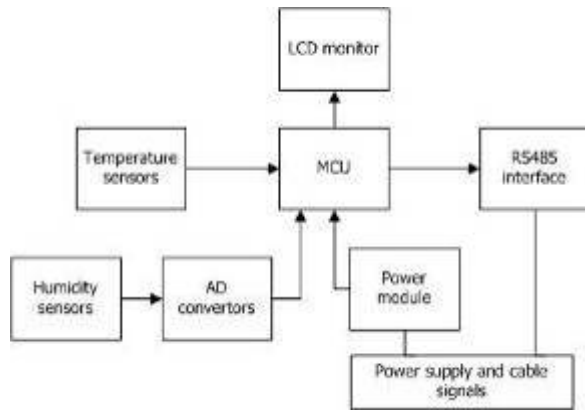 LCD monitor
Temperature
sensors
MCU
RS485
interface
Humidity
sensors
AD
convertors
Power
module
Power supply and cable
signals